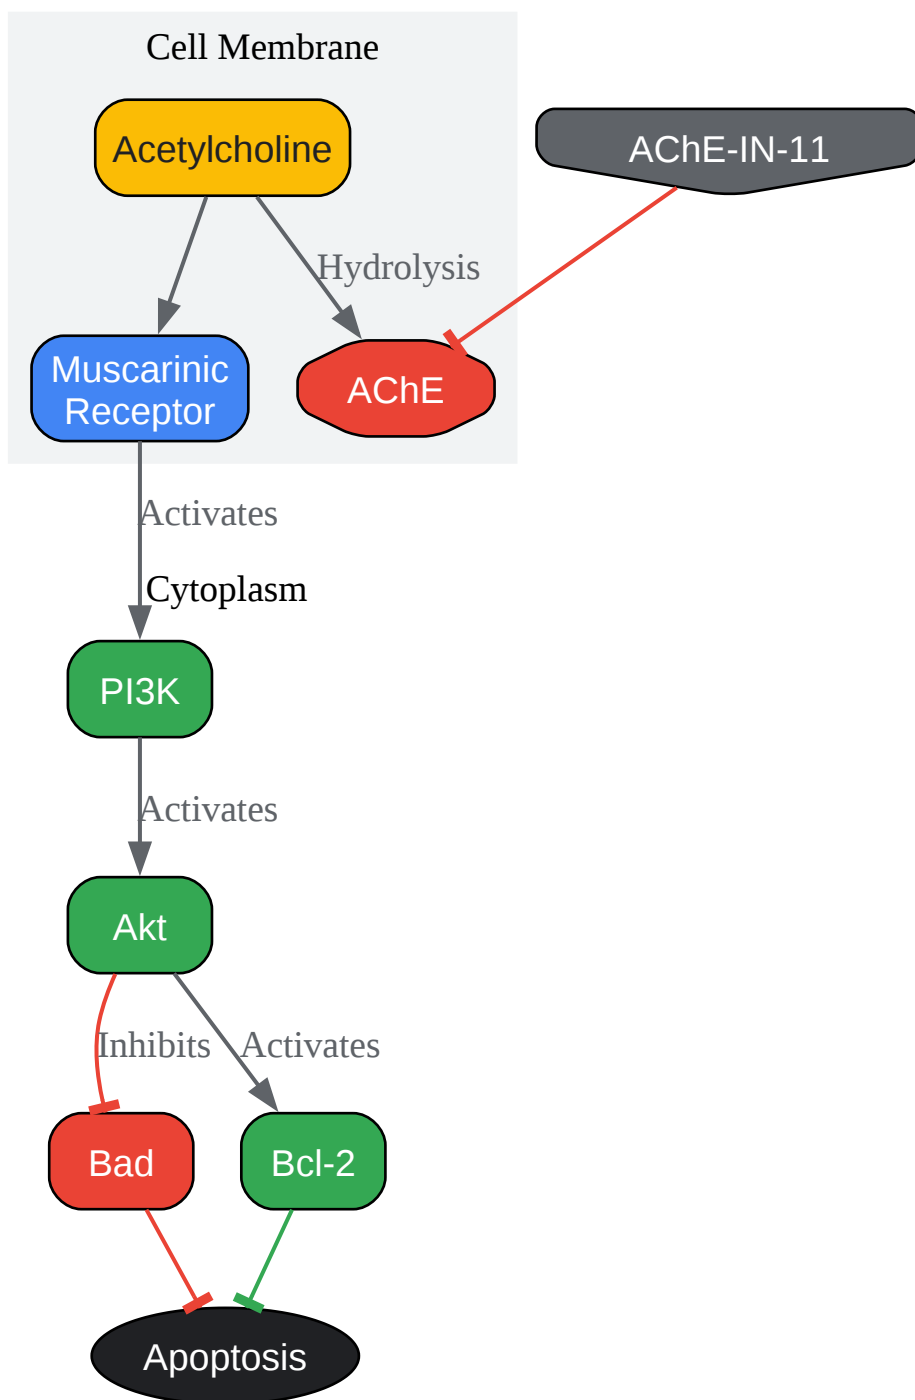 Cell Membrane
Acetylcholine
AChE-IN-11
Hydrolysis
Muscarinic
Receptor
AChE
Activates
Cytoplasm
PI3K
Activates
Akt
Inhibits
Activates
Bad
Bcl-2
Apoptosis